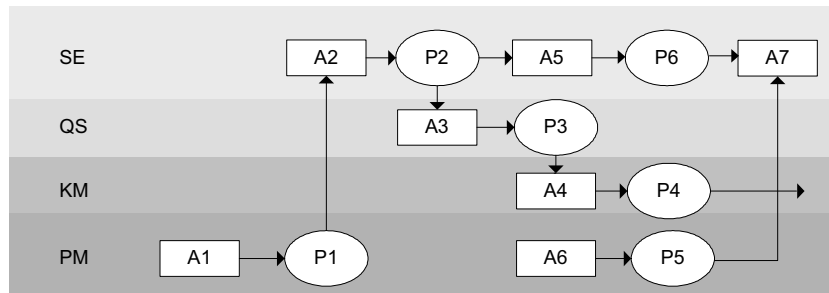 SE A2 P2 A5 P6 A7
QS A3 P3
KM A4 P4
PM A1 P1 A6 P5